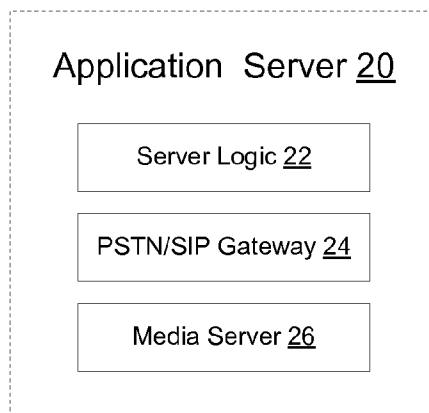 Application Server 20
Server Logic 22
PSTN/SIP Gateway 24
Media Server 26